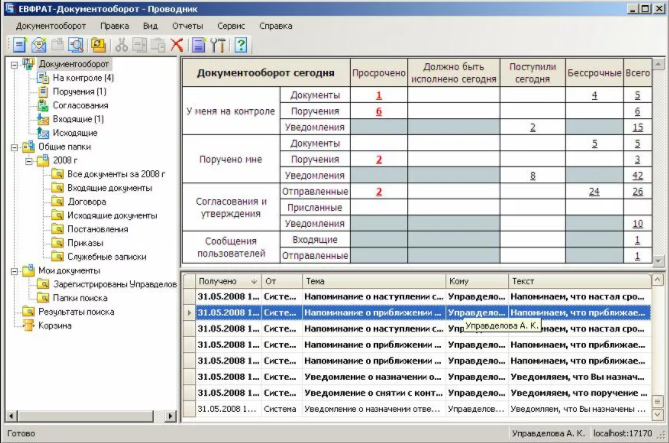 ЕВФРАТ-Документооборот - Проводник
Документооборот Правка Вид Отчеты Сервис Справка
Документооборот
На контроле (4)
Поручения (1)
Согласования
Входящие (1)
Исходящие
Общие папки
2008 г
Все документы за 2008 г
Входящие документы
Договора
Исходящие документы
Постановления
Приказы
Служебные записки
Мои документы
Зарегистрированы Управделов
Папки поиска
Результаты поиска
Корзина
Документооборот сегодня Просрочено Должно быть исполнено сегодня Поступили сегодня Бессрочные Всего
У меня на контроле Документы 1 4 5
Поручения 6 6
Уведомления 2 15
Поручено мне Документы 5 5
Поручения 2 3
Уведомления 8 42
Согласования и утверждения Отправленные 2 24 26
Присланные
Уведомления 10
Сообщения пользователей Входящие 1
Отправленные 1
Получено От Тема Кому Текст
31.05.2008 1... Систе... Напоминание о наступлении с... Управдело... Напоминаем, что настал сро...
31.05.2008 1... Систе... Напоминание о приближении ... Управдело... Напоминаем, что приближае...
31.05.2008 1... Систе... Напоминание о наступлении с... Управдело... Напоминаем, что настал сро...
Управделова А. К.
31.05.2008 1... Систе... Напоминание о приближении ... Управдело... Напоминаем, что приближае...
31.05.2008 1... Систе... Напоминание о приближении ... Управдело... Напоминаем, что приближае...
31.05.2008 1... Систе... Уведомление о назначении о... Управдело... Уведомляем, что Вы назнач...
31.05.2008 1... Систе... Уведомление о снятии с конт... Управдело... Уведомляем, что поручение ...
31.05.2008 1... Система Уведомление о назначении отве... Управделов... Уведомляем, что Вы назначены ...
Готово Управделова А. К. localhost:17170